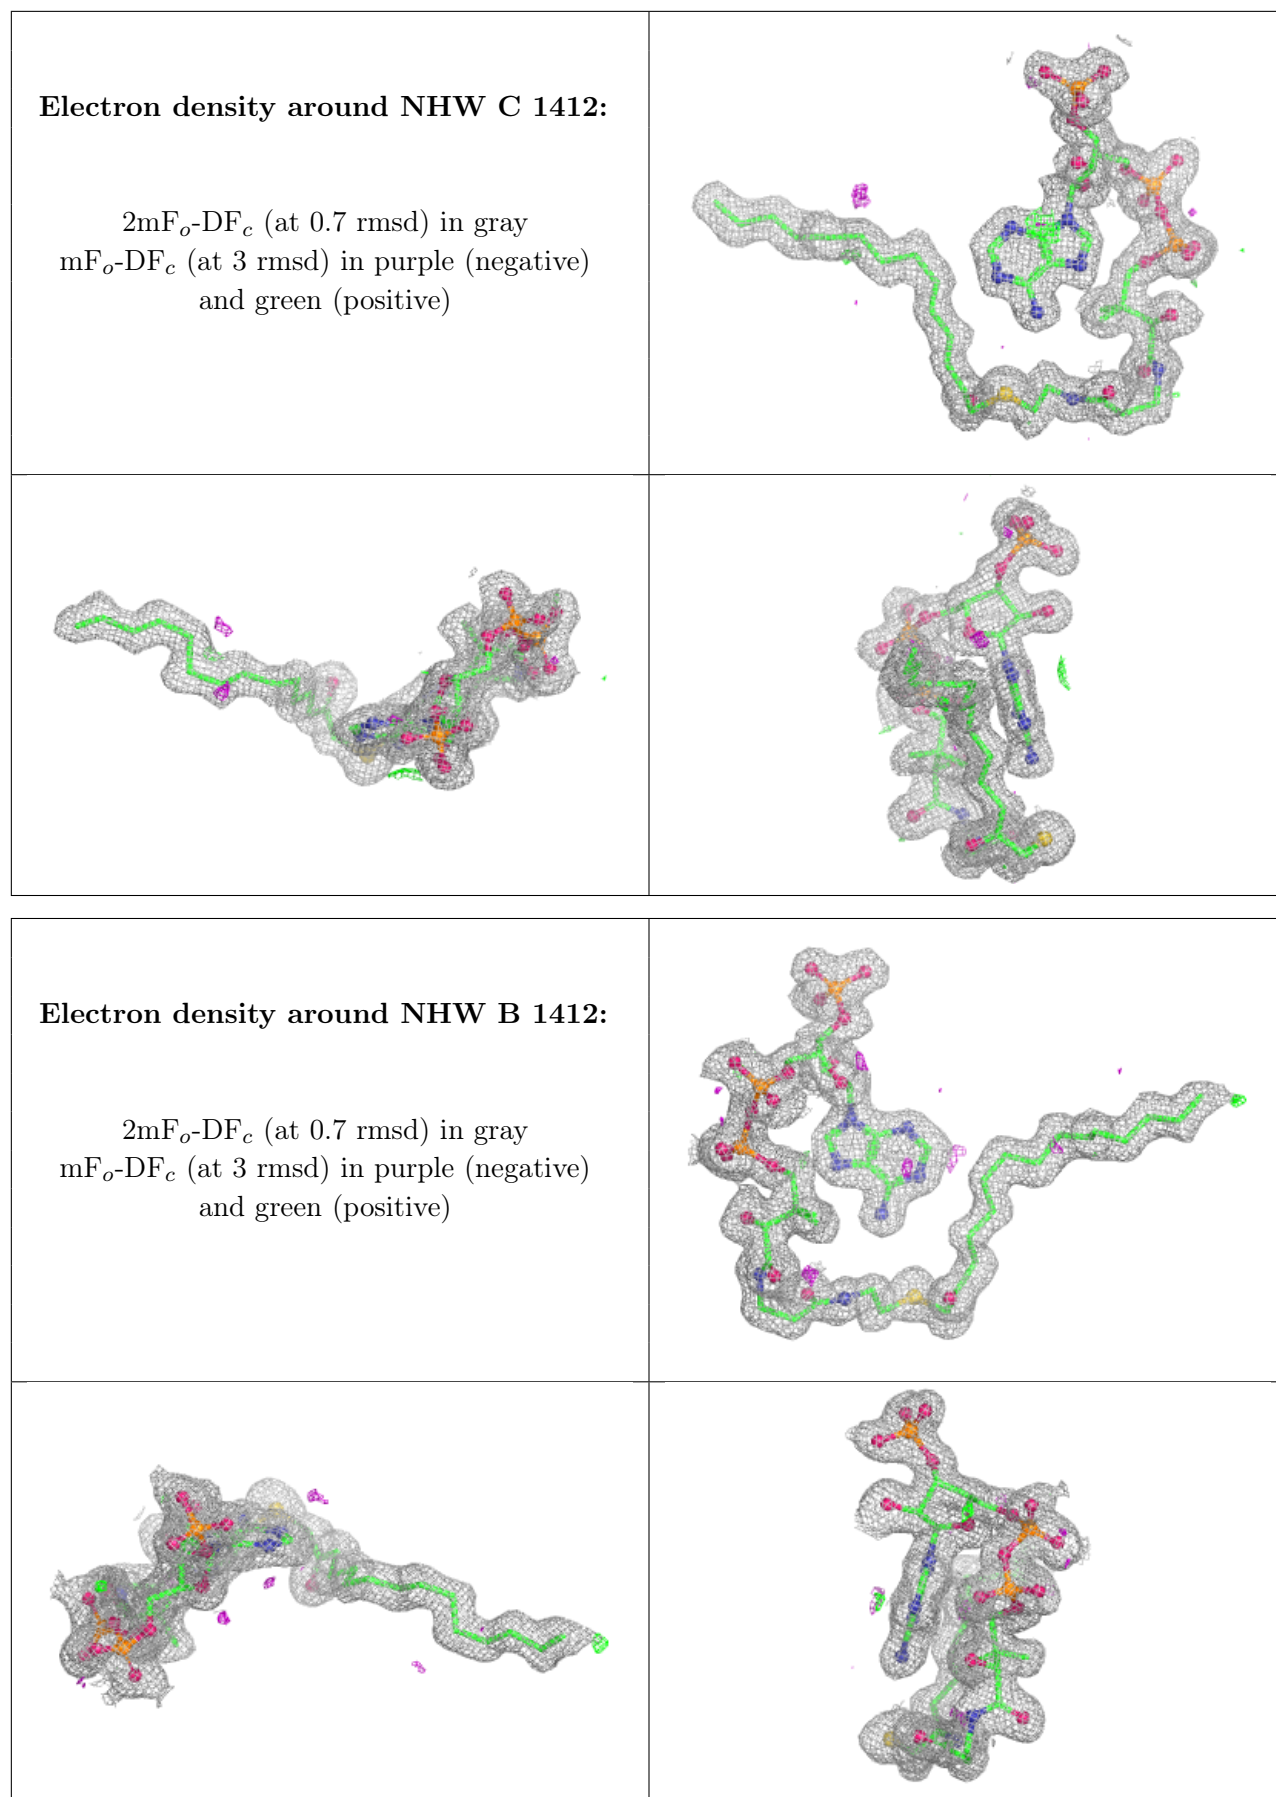 Electron density around NHW C 1412:
2mFo-DFc (at 0.7 rmsd) in gray
mFo-DFc (at 3 rmsd) in purple (negative)
and green (positive)
Electron density around NHW B 1412:
2mFo-DFc (at 0.7 rmsd) in gray
mFo-DFc (at 3 rmsd) in purple (negative)
and green (positive)